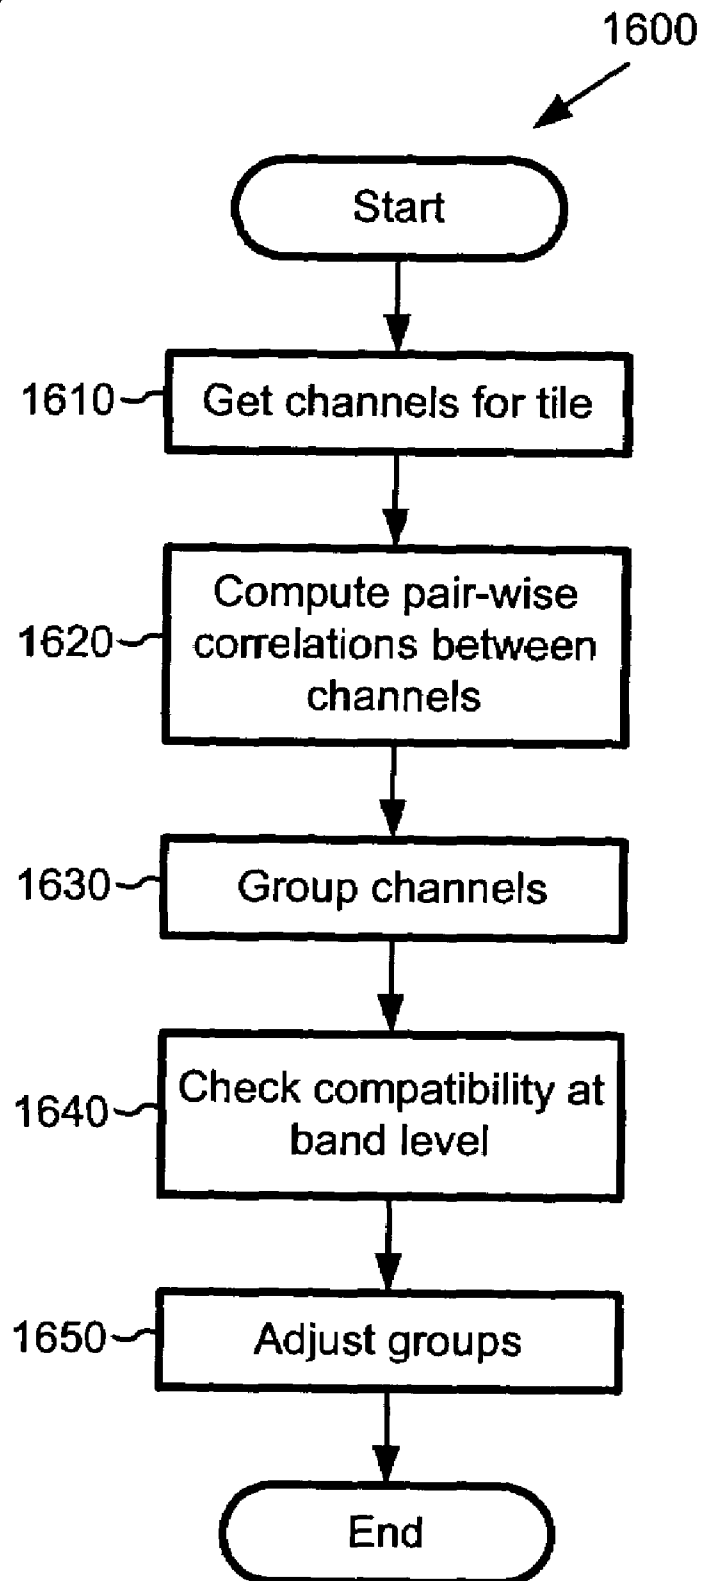 1600
Start
1610
Get channels for tile
1620
Compute pair-wise
correlations between
channels
1630
Group channels
1640
Check compatibility at
band level
1650
Adjust groups
End